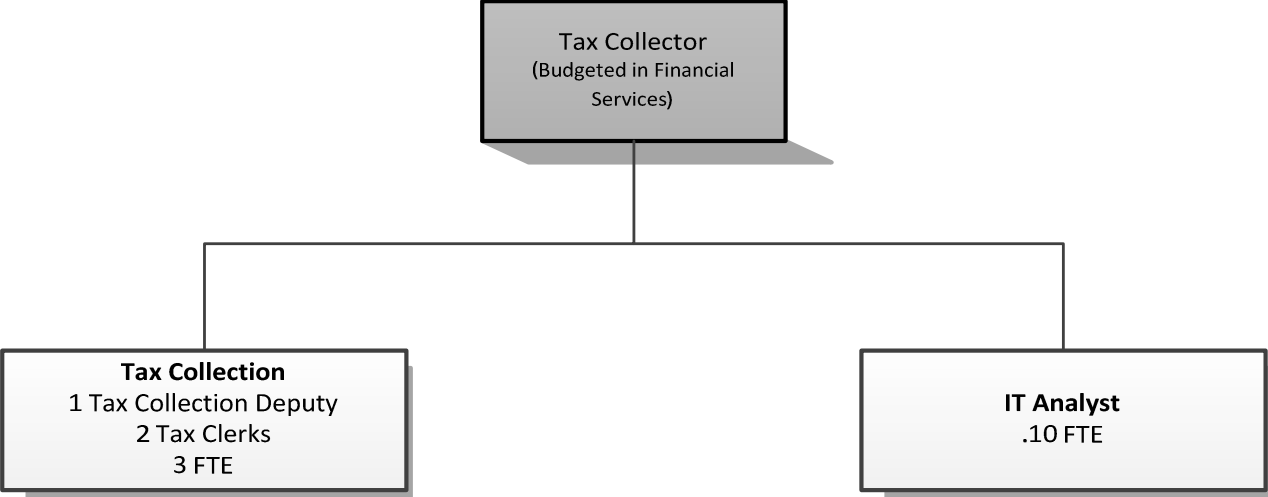 Tax Collector
(Budgeted in Financial
Services)
Tax Collection
1 Tax Collection Deputy
2 Tax Clerks
3 FTE
IT Analyst
.10 FTE